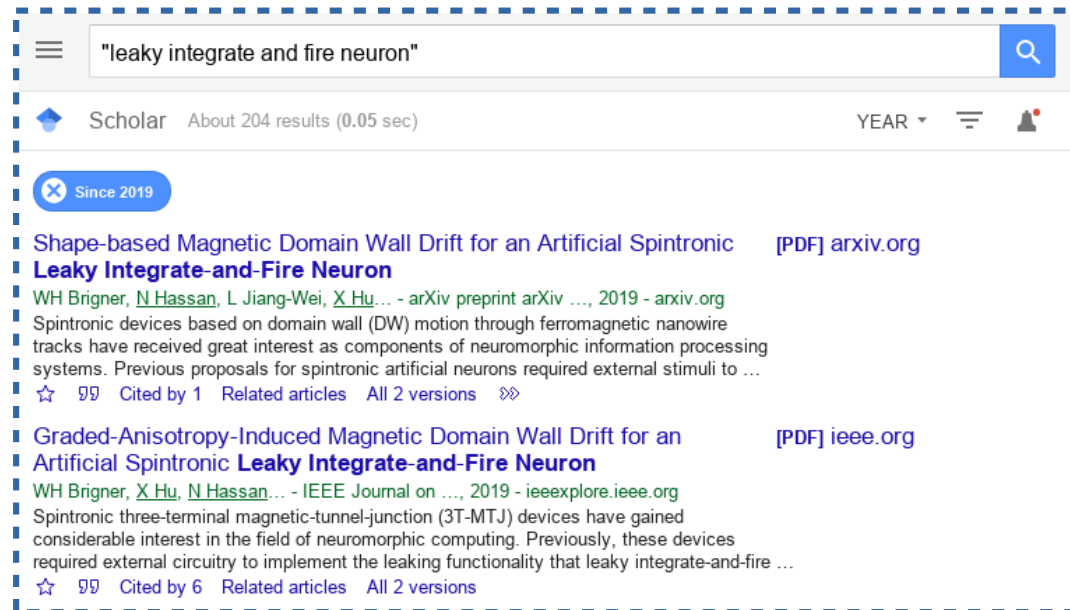 "leaky integrate and fire neuron"
Scholar About 204 results (0.05 sec) YEAR
Since 2019
Shape-based Magnetic Domain Wall Drift for an Artificial Spintronic [PDF] arxiv.org
Leaky Integrate-and-Fire Neuron
WH Brigner, N Hassan, L Jiang-Wei, X Hu... - arXiv preprint arXiv …, 2019 - arxiv.org
Spintronic devices based on domain wall (DW) motion through ferromagnetic nanowire
tracks have received great interest as components of neuromorphic information processing
systems. Previous proposals for spintronic artificial neurons required external stimuli to …
Cited by 1 Related articles All 2 versions
Graded-Anisotropy-Induced Magnetic Domain Wall Drift for an [PDF] ieee.org
Artificial Spintronic Leaky Integrate-and-Fire Neuron
WH Brigner, X Hu, N Hassan... - IEEE Journal on …, 2019 - ieeexplore.ieee.org
Spintronic three-terminal magnetic-tunnel-junction (3T-MTJ) devices have gained
considerable interest in the field of neuromorphic computing. Previously, these devices
required external circuitry to implement the leaking functionality that leaky integrate-and-fire …
Cited by 6 Related articles All 2 versions